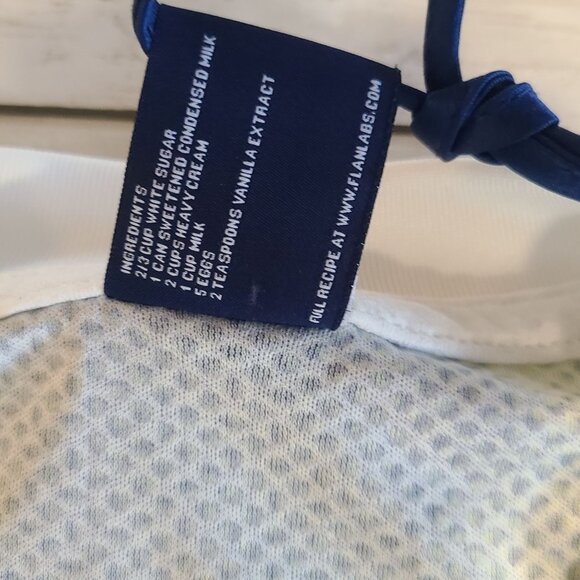 INGREDIENTS
2/3 CUP WHITE SUGAR
1 CAN SWEETENED CONDENSED MILK
2 CUPS HEAVY CREAM
1 CUP MILK
5 EGGS
2 TEASPOONS VANILLA EXTRACT
FULL RECIPE AT WWW.FLANLABS.COM